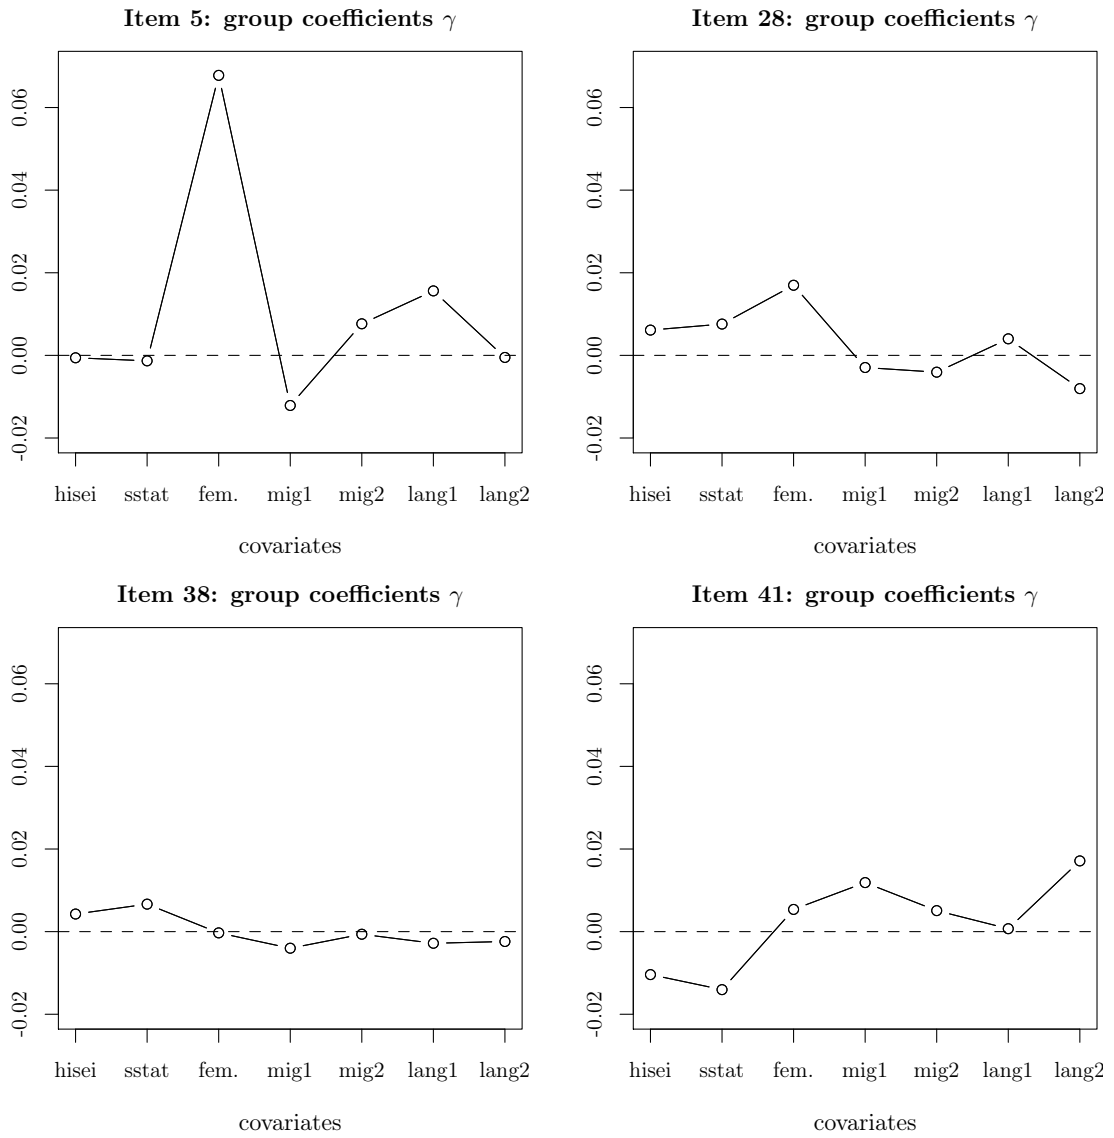 Item 5: group coefficients γ
0.06
0.04
0.02
0.00
-0.02
hisei sstat fem. mig1 mig2 lang1 lang2
covariates
Item 28: group coefficients γ
0.06
0.04
0.02
0.00
-0.02
hisei sstat fem. mig1 mig2 lang1 lang2
covariates
Item 38: group coefficients γ
0.06
0.04
0.02
0.00
-0.02
hisei sstat fem. mig1 mig2 lang1 lang2
covariates
Item 41: group coefficients γ
0.06
0.04
0.02
0.00
-0.02
hisei sstat fem. mig1 mig2 lang1 lang2
covariates